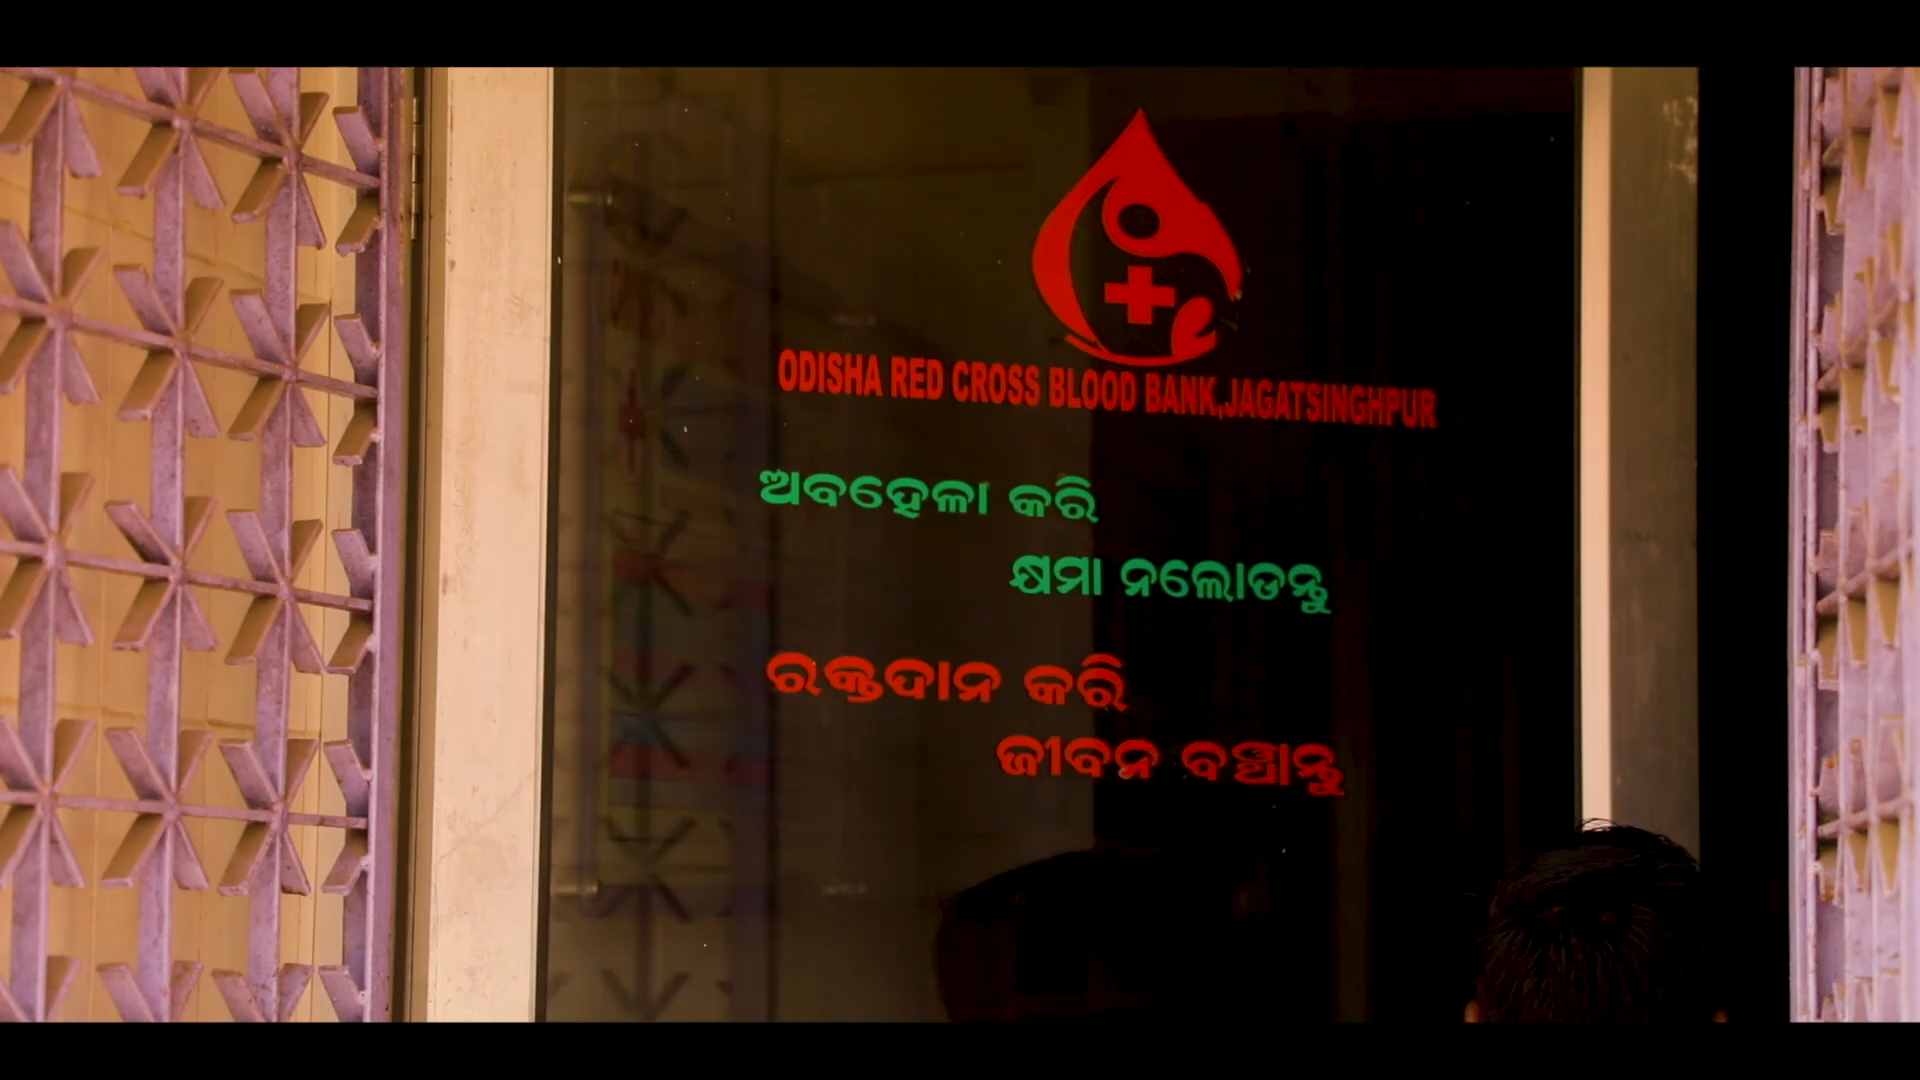 ODISHA RED CROSS BLOOD BANK,JAGATSINGHPUR
ଅବହେଳା କରି
କ୍ଷମା ନଲୋଡନ୍ତୁ
ରକ୍ତଦାନ କରି
ଜୀବନ ବଞ୍ଚାନ୍ତୁ